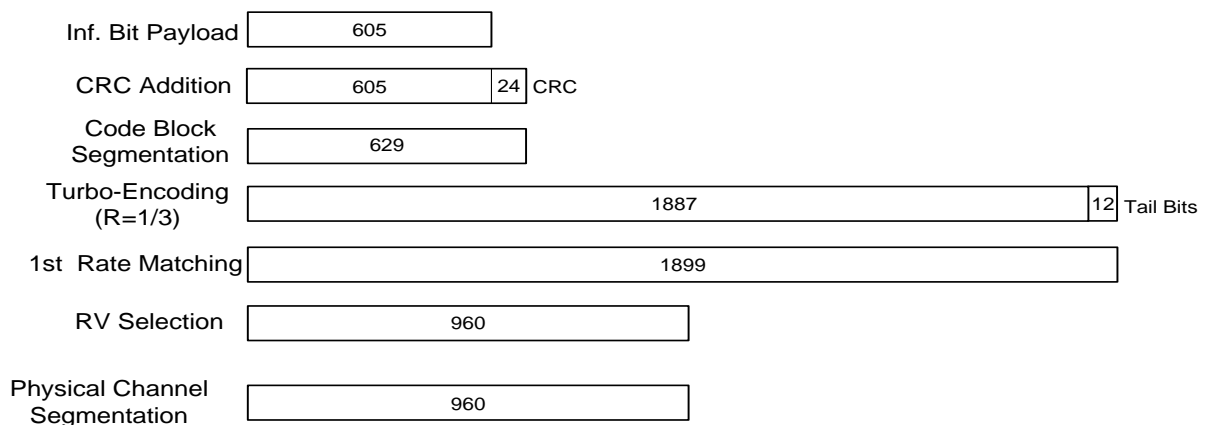 Inf. Bit Payload 605
CRC Addition 605 24 CRC
Code Block
Segmentation 629
Turbo-Encoding
(R=1/3) 1887 12 Tail Bits
1st Rate Matching 1899
RV Selection 960
Physical Channel
Segmentation 960